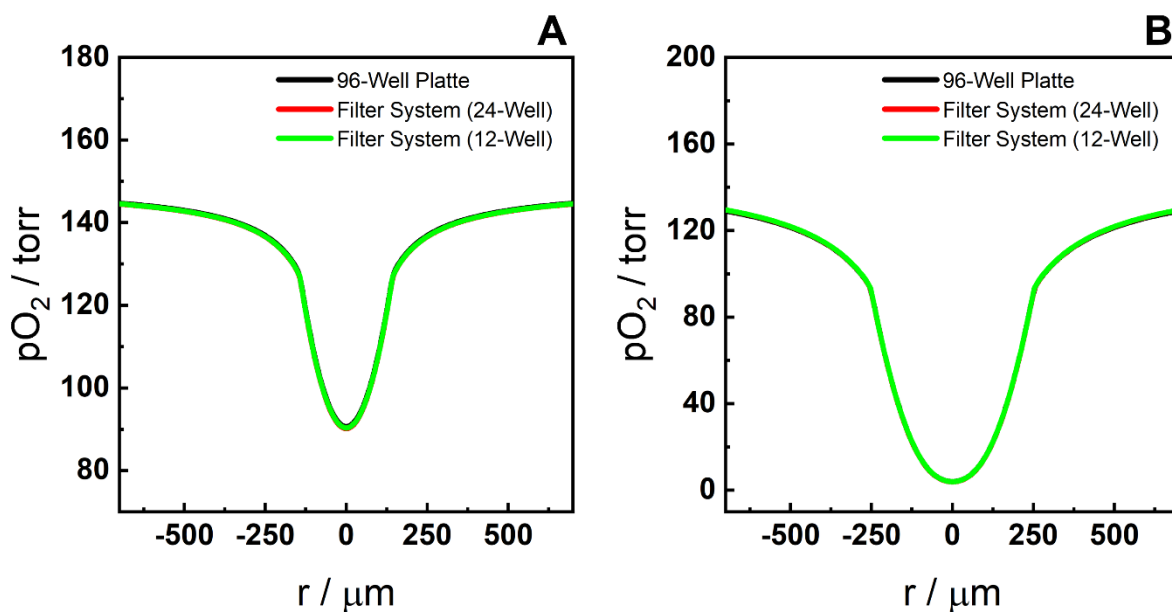 A
180
160
140
120
100
80
pO2 / torr
96-Well Platte
Filter System (24-Well)
Filter System (12-Well)
-500 -250 0 250 500
r / μm
B
200
160
120
80
40
0
pO2 / torr
96-Well Platte
Filter System (24-Well)
Filter System (12-Well)
-500 -250 0 250 500
r / μm